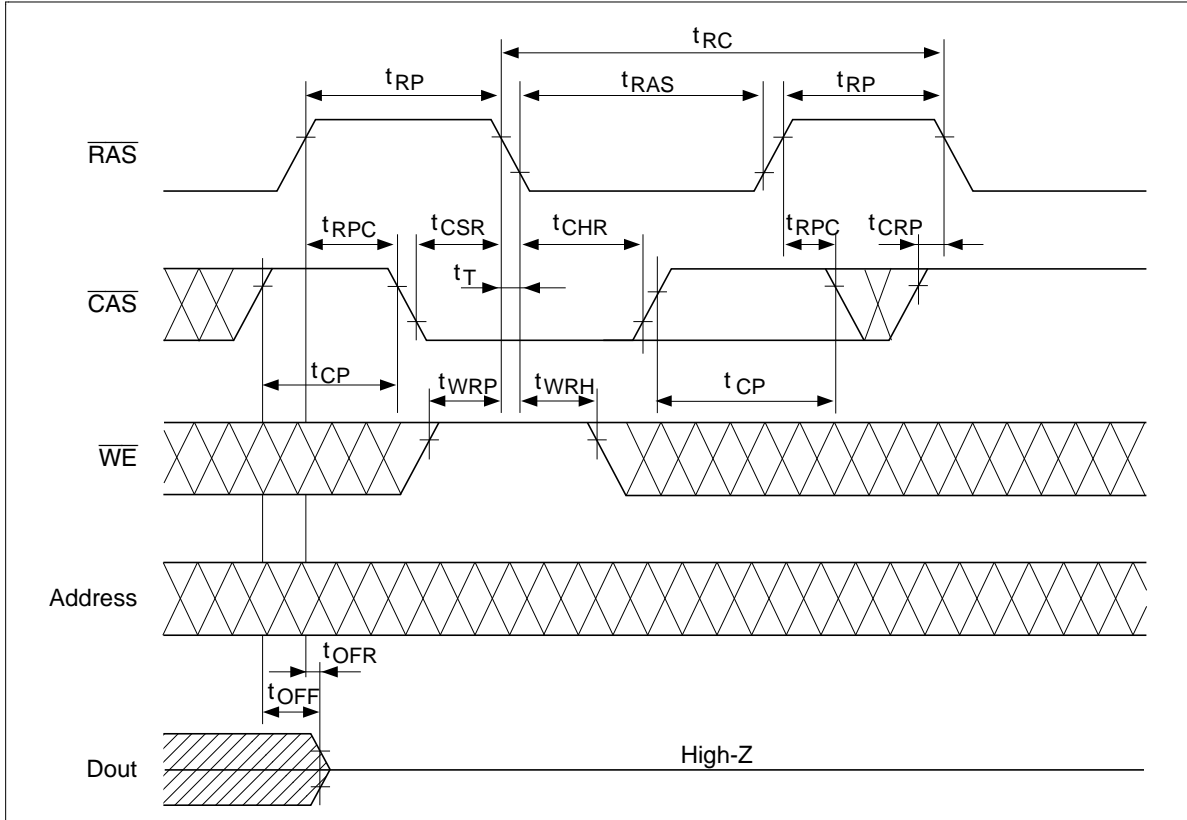 tRC
tRP
tRAS
tRP
RAS
tRPC
tCSR
tCHR
tRPC
tCRP
tT
CAS
tCP
tWRP
tWRH
tCP
WE
Address
tOFR
tOFF
Dout
High-Z